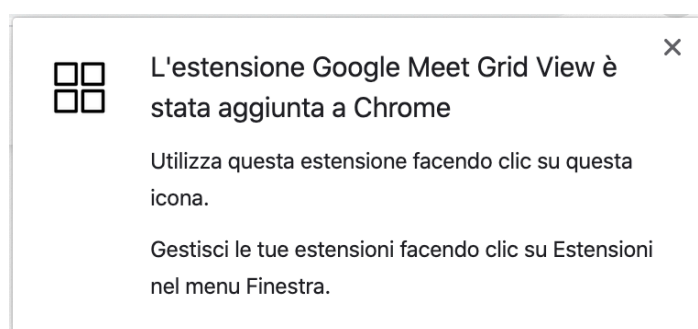 L'estensione Google Meet Grid View è
stata aggiunta a Chrome
Utilizza questa estensione facendo clic su questa
icona.
Gestisci le tue estensioni facendo clic su Estensioni
nel menu Finestra.